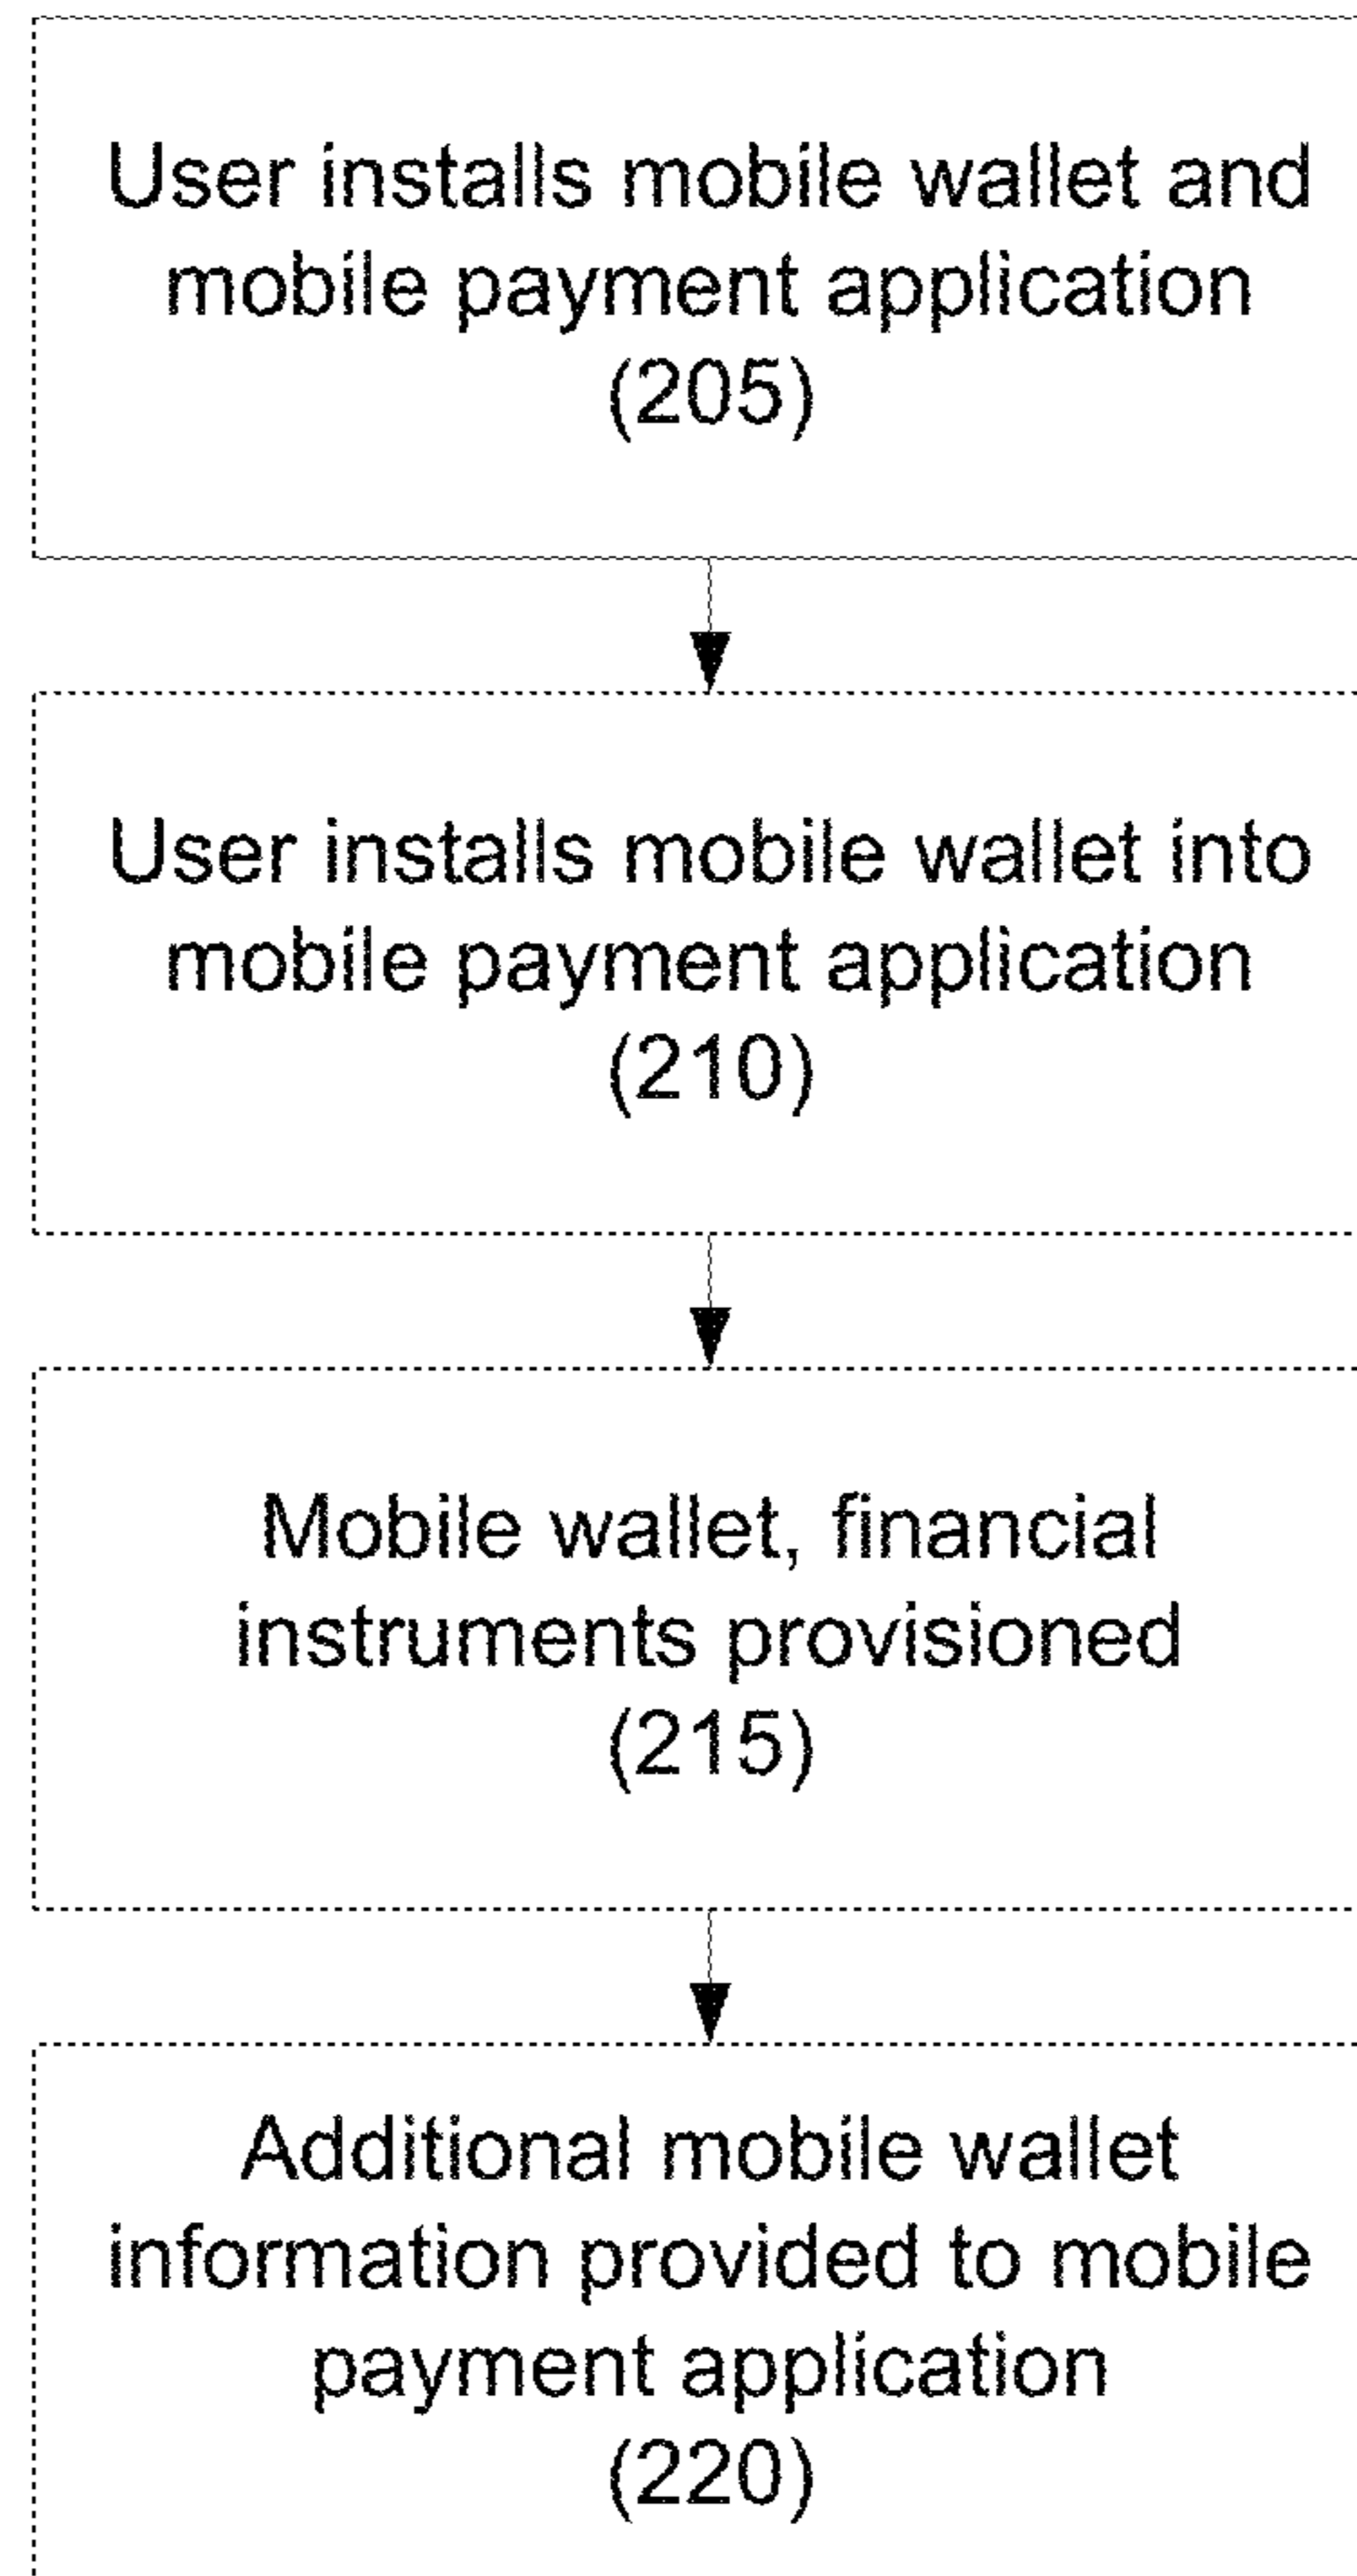 User installs mobile wallet and
mobile payment application
(205)
User installs mobile wallet into
mobile payment application
(210)
Mobile wallet, financial
instruments provisioned
(215)
Additional mobile wallet
information provided to mobile
payment application
(220)